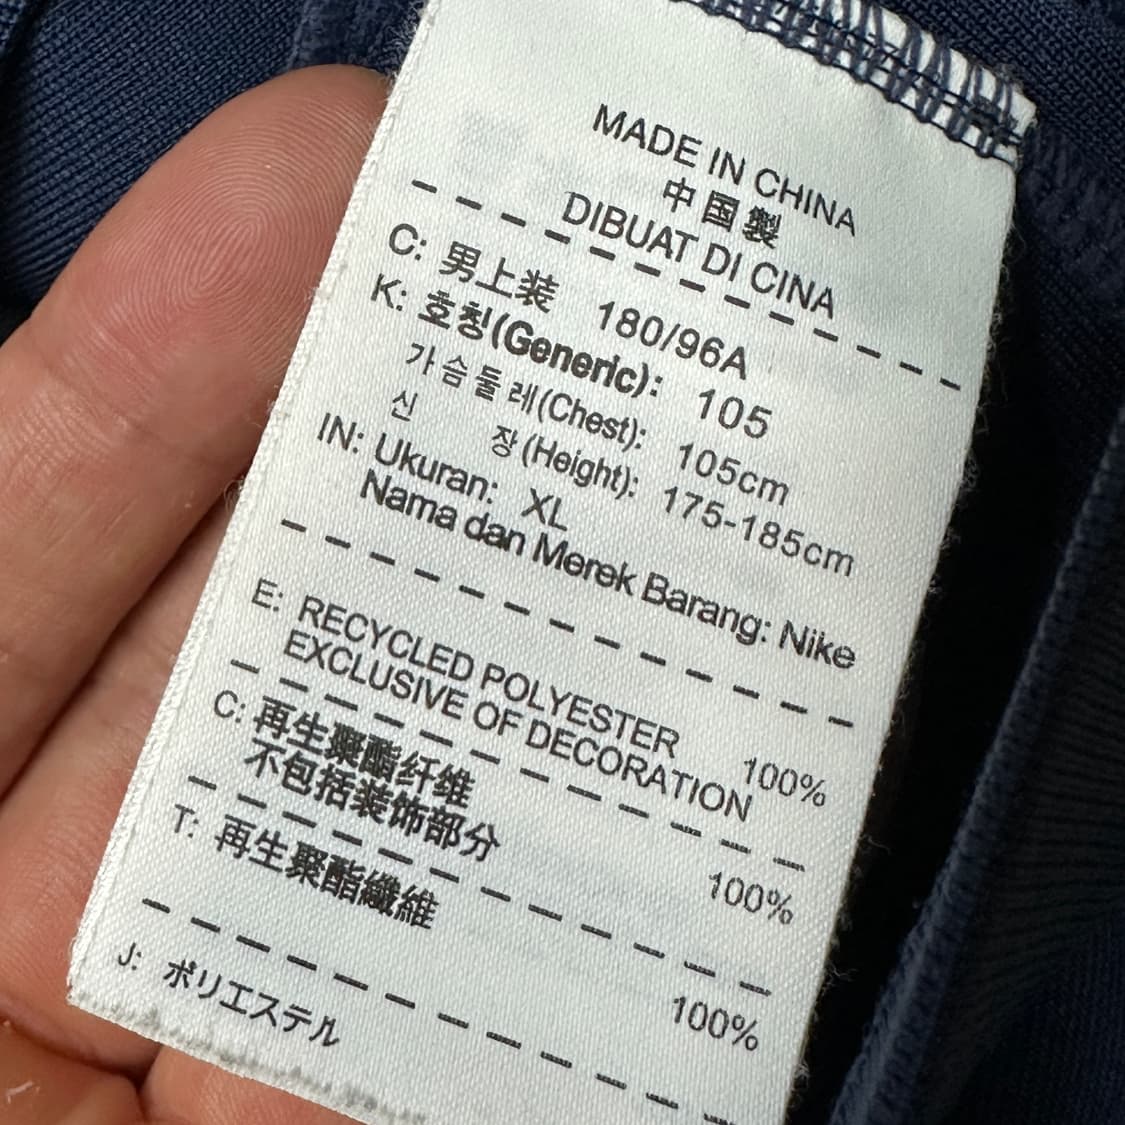 MADE IN CHINA
中国製
DIBUAT DI CINA
C: 男上装 180/96A
K: 호칭(Generic): 105
가슴둘레(Chest): 105cm
신 장(Height): 175-185cm
IN: Ukuran: XL
Nama dan Merek Barang: Nike
E: RECYCLED POLYESTER 100%
EXCLUSIVE OF DECORATION
C: 再生聚酯纤维 100%
不包括装饰部分
T: 再生聚酯纖維 100%
J: ポリエステル